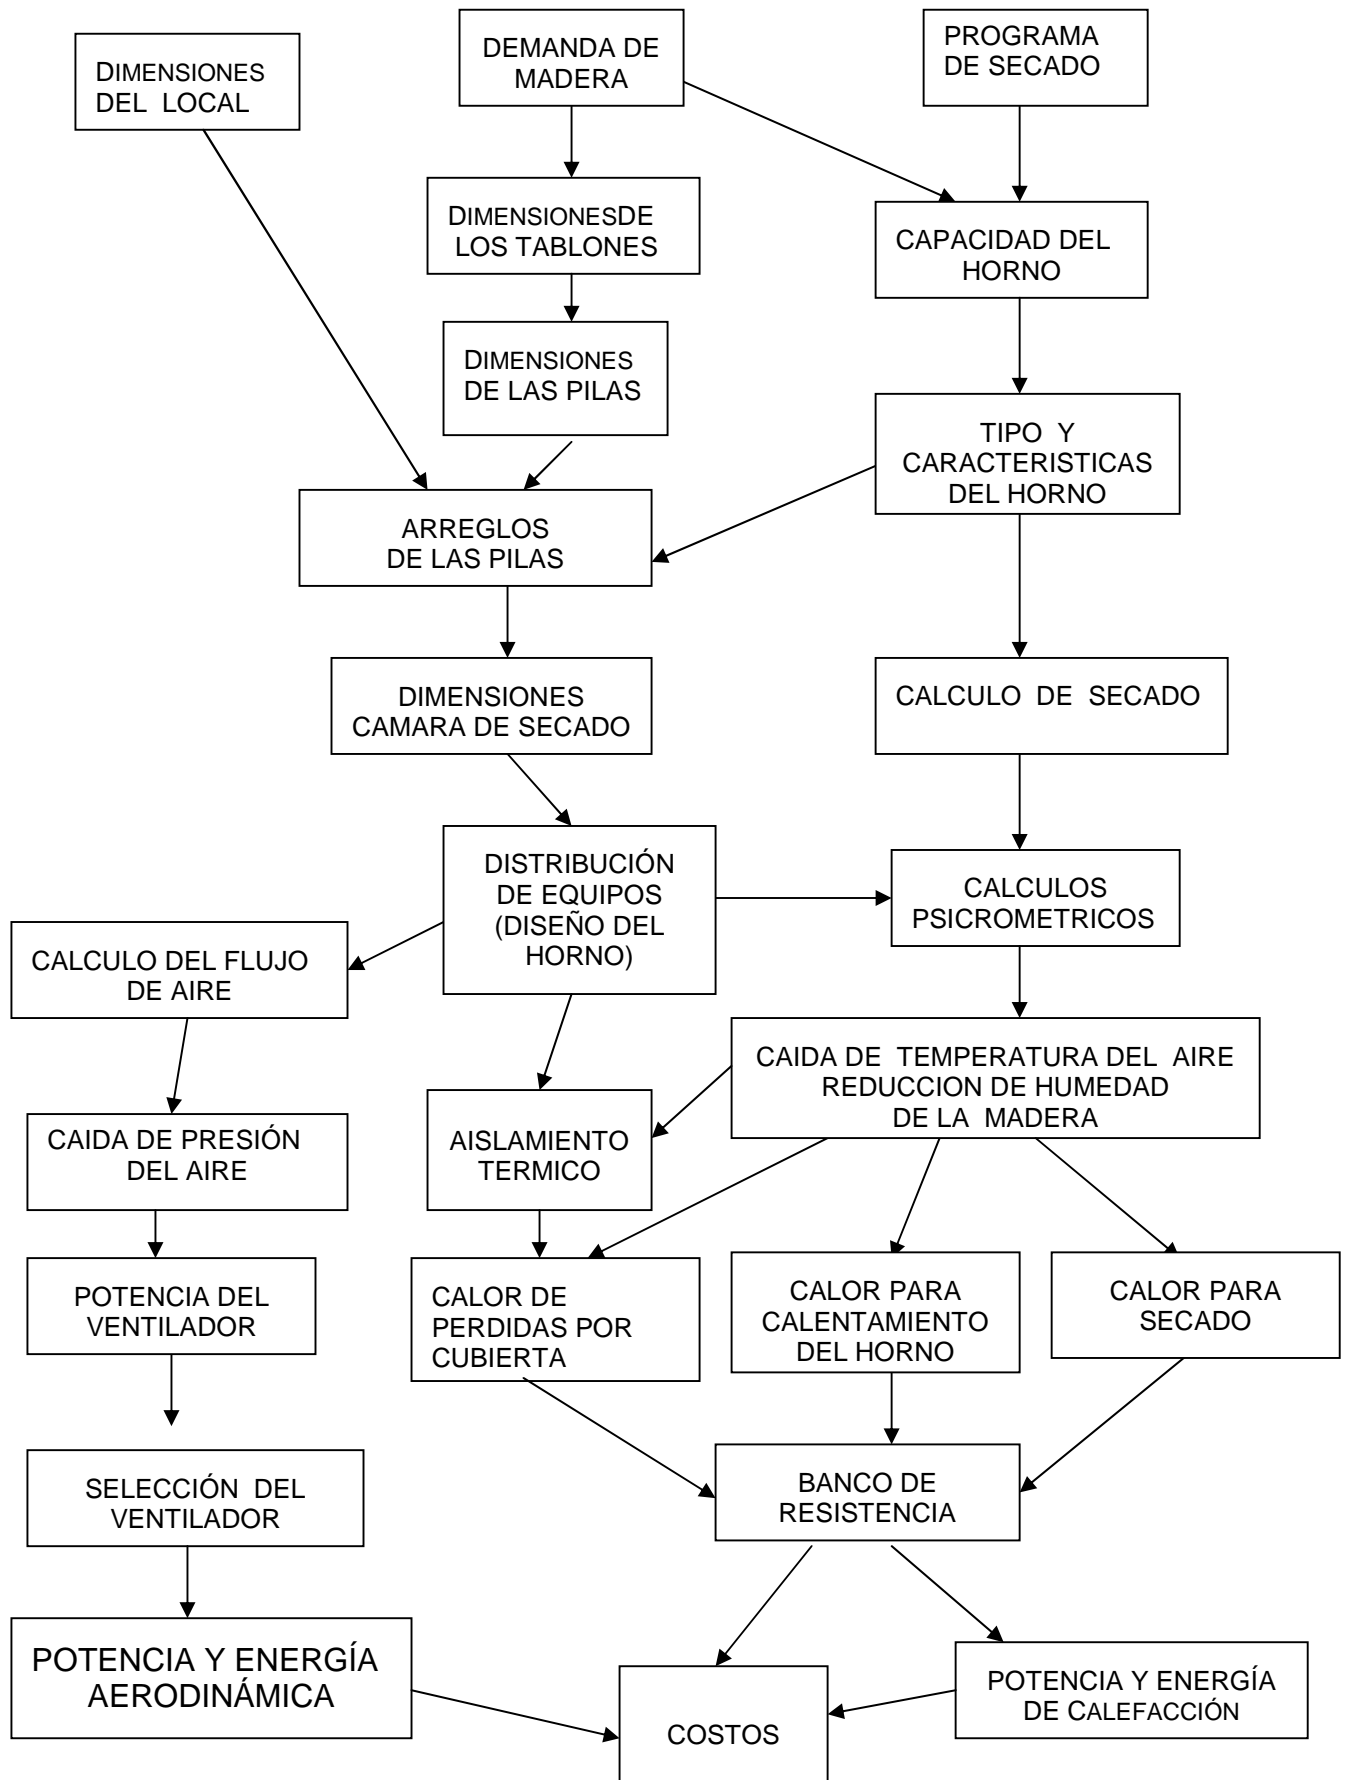 DIMENSIONES
DEL LOCAL
DEMANDA DE
MADERA
PROGRAMA
DE SECADO
DIMENSIONESDE
LOS TABLONES
CAPACIDAD DEL
HORNO
DIMENSIONES
DE LAS PILAS
TIPO Y
CARACTERISTICAS
DEL HORNO
ARREGLOS
DE LAS PILAS
DIMENSIONES
CAMARA DE SECADO
CALCULO DE SECADO
DISTRIBUCIÓN
DE EQUIPOS
(DISEÑO DEL
HORNO)
CALCULOS
PSICROMETRICOS
CALCULO DEL FLUJO
DE AIRE
CAIDA DE TEMPERATURA DEL AIRE
REDUCCION DE HUMEDAD
DE LA MADERA
CAIDA DE PRESIÓN
DEL AIRE
AISLAMIENTO
TERMICO
POTENCIA DEL
VENTILADOR
CALOR DE
PERDIDAS POR
CUBIERTA
CALOR PARA
CALENTAMIENTO
DEL HORNO
CALOR PARA
SECADO
SELECCIÓN DEL
VENTILADOR
BANCO DE
RESISTENCIA
POTENCIA Y ENERGÍA
AERODINÁMICA
COSTOS
POTENCIA Y ENERGÍA
DE CALEFACCIÓN